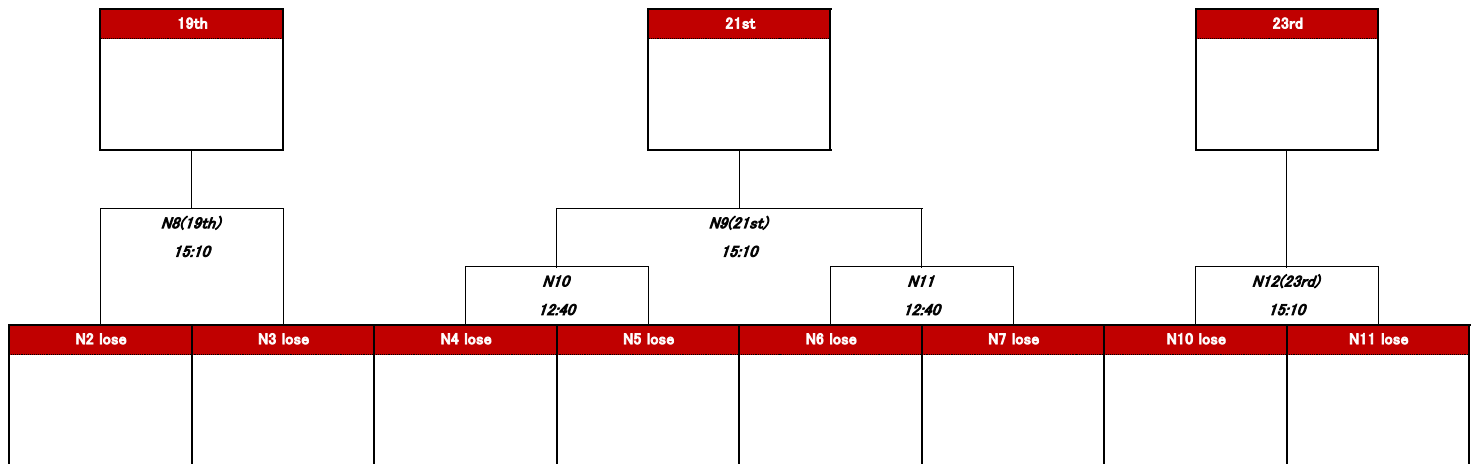 19th
21st
23rd
N8(19th)
15:10
N9(21st)
15:10
N10
12:40
N11
12:40
N12(23rd)
15:10
N2 lose
N3 lose
N4 lose
N5 lose
N6 lose
N7 lose
N10 lose
N11 lose